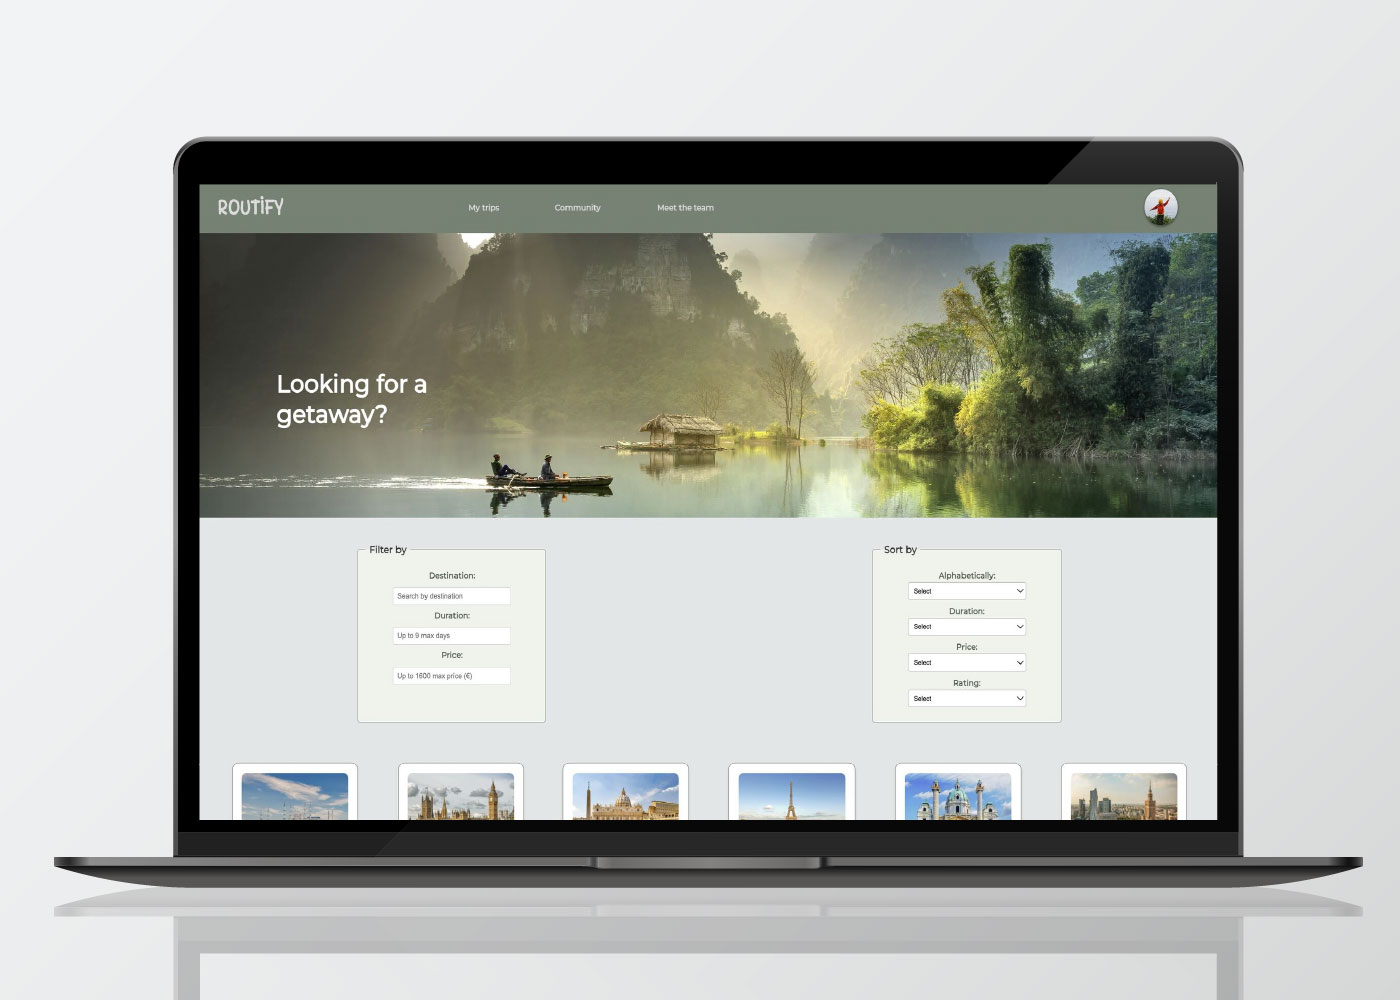 ROUTiFY
My trips
Community
Meet the team
Looking for a
getaway?
Filter by
Destination:
Search by destination
Duration:
Up to 9 max days
Price:
Up to 1600 max price (€)
Sort by
Alphabetically:
Select
Duration:
Select
Price:
Select
Rating:
Select